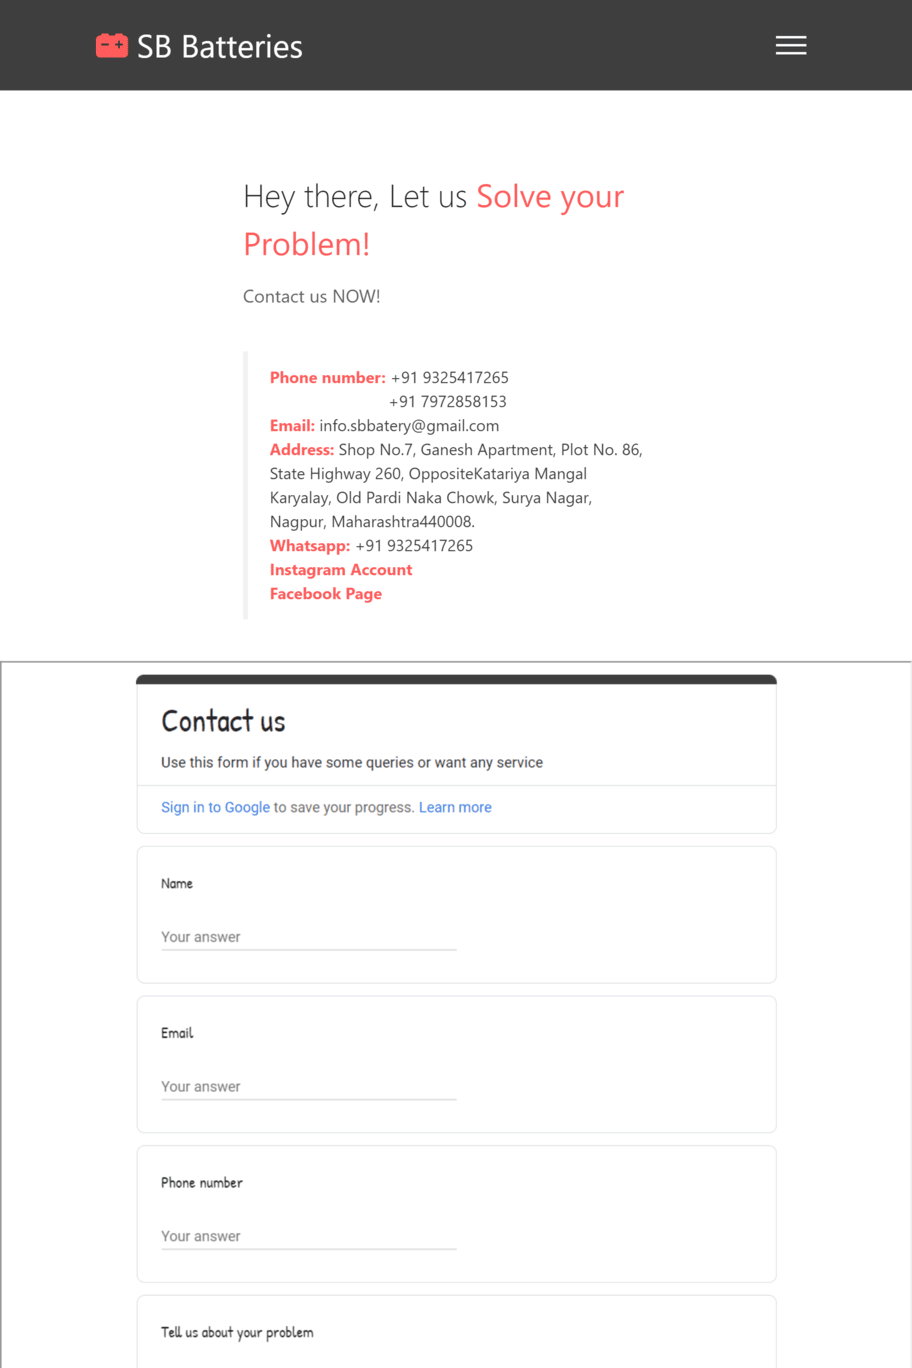 SB Batteries
Hey there, Let us Solve your
Problem!
Contact us NOW!
Phone number: +91 9325417265
+91 7972858153
Email: info.sbbatery@gmail.com
Address: Shop No.7, Ganesh Apartment, Plot No. 86,
State Highway 260, OppositeKatariya Mangal
Karyalay, Old Pardi Naka Chowk, Surya Nagar,
Nagpur, Maharashtra440008.
Whatsapp: +91 9325417265
Instagram Account
Facebook Page
Contact us
Use this form if you have some queries or want any service
Sign in to Google to save your progress. Learn more
Name
Your answer
Email
Your answer
Phone number
Your answer
Tell us about your problem